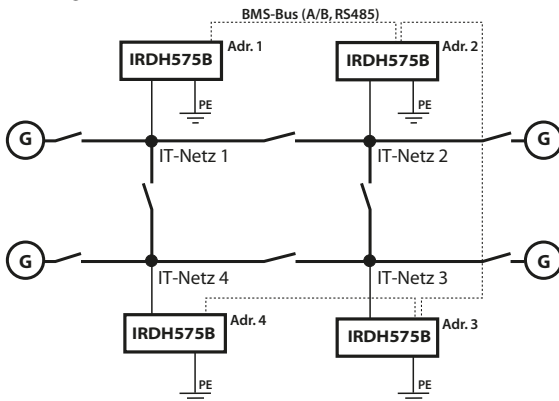 BMS-Bus (A/B, RS485)
Adr. 1
Adr. 2
IRDH575B
IRDH575B
PE
PE
G
G
IT-Netz 1
IT-Netz 2
G
G
IT-Netz 4
IT-Netz 3
IRDH575B
Adr. 4
IRDH575B
Adr. 3
PE
PE